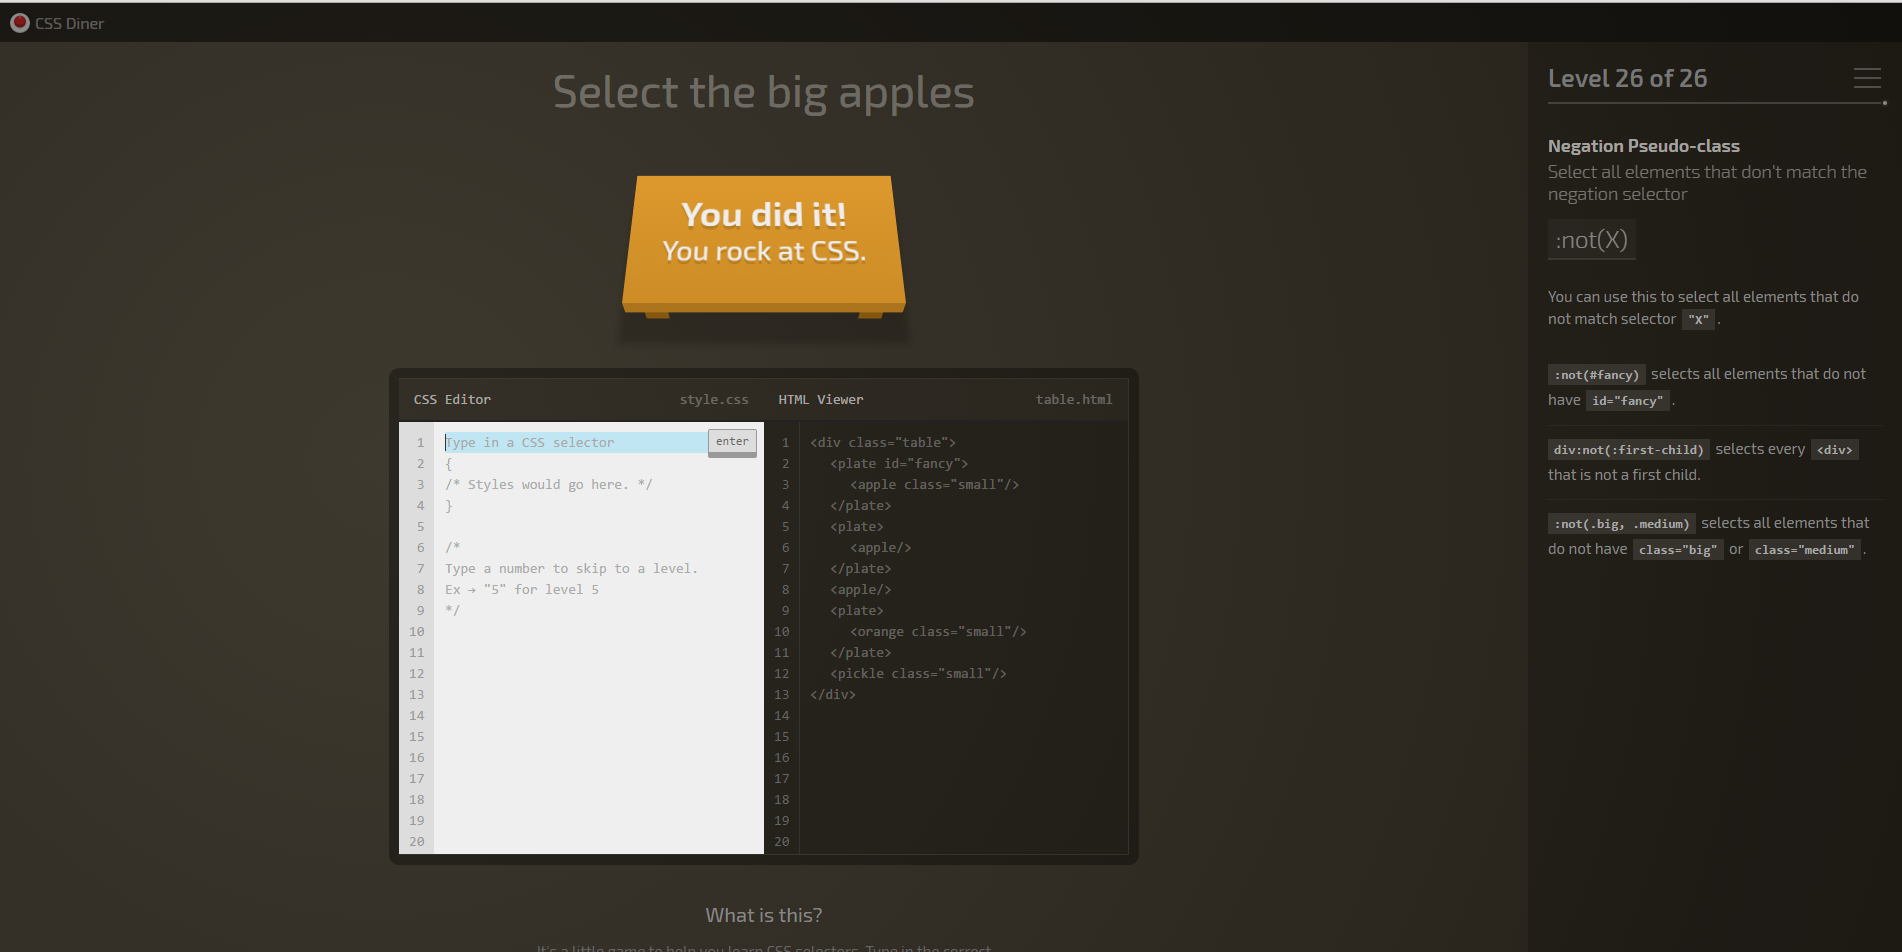 CSS Diner
Select the big apples
You did it!
You rock at CSS.
CSS Editor
style.css
HTML Viewer
table.html
1
2
3
4
5
6
7
8
9
10
11
12
13
14
15
16
17
18
19
20
Type in a CSS selector
enter
{
/* Styles would go here. */
}
/*
Type a number to skip to a level.
Ex → "5" for level 5
*/
1 <div class="table">
2 <plate id="fancy">
3 <apple class="small"/>
4 </plate>
5 <plate>
6 <apple/>
7 </plate>
8 <apple/>
9 <plate>
10 <orange class="small"/>
11 </plate>
12 <pickle class="small"/>
13 </div>
14
15
16
17
18
19
20
What is this?
It's a little game to help you learn CSS selectors. Type in the correct
Level 26 of 26
Negation Pseudo-class
Select all elements that don't match the
negation selector
:not(X)
You can use this to select all elements that do
not match selector "X" .
:not(#fancy) selects all elements that do not
have id="fancy" .
div:not(:first-child) selects every <div>
that is not a first child.
:not(.big, .medium) selects all elements that
do not have class="big" or class="medium" .